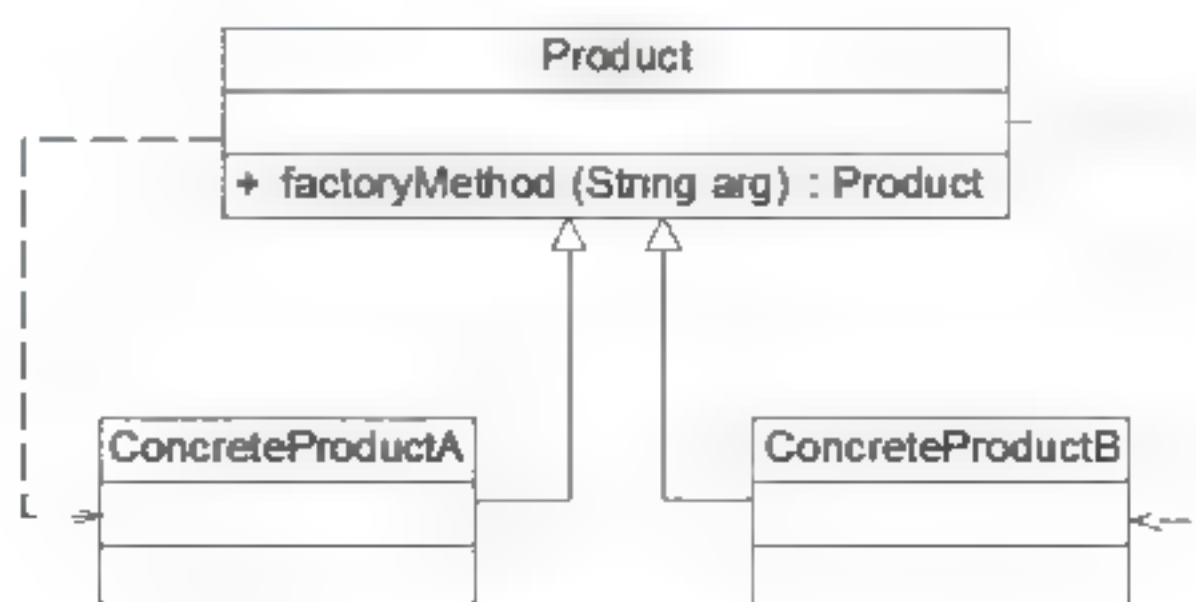 Product
+ factoryMethod (String arg) : Product
ConcreteProductA
ConcreteProductB